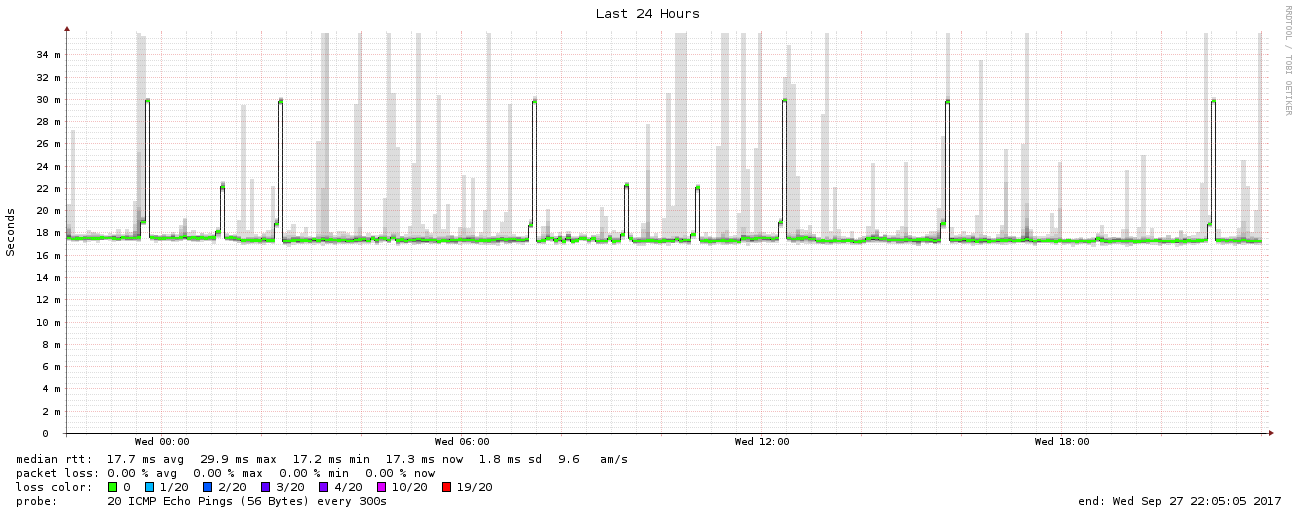 Last 24 Hours
RRDTOOL / TOBI OETIKER
Seconds
34 m
32 m
30 m
28 m
26 m
24 m
22 m
20 m
18 m
16 m
14 m
12 m
10 m
8 m
6 m
4 m
2 m
0
Wed 00:00 Wed 06:00 Wed 12:00 Wed 18:00
median rtt: 17.7 ms avg 29.9 ms max 17.2 ms min 17.3 ms now 1.8 ms sd 9.6 am/s
packet loss: 0.00 % avg 0.00 % max 0.00 % min 0.00 % now
loss color: 0 1/20 2/20 3/20 4/20 10/20 19/20
probe: 20 ICMP Echo Pings (56 Bytes) every 300s end: Wed Sep 27 22:05:05 2017